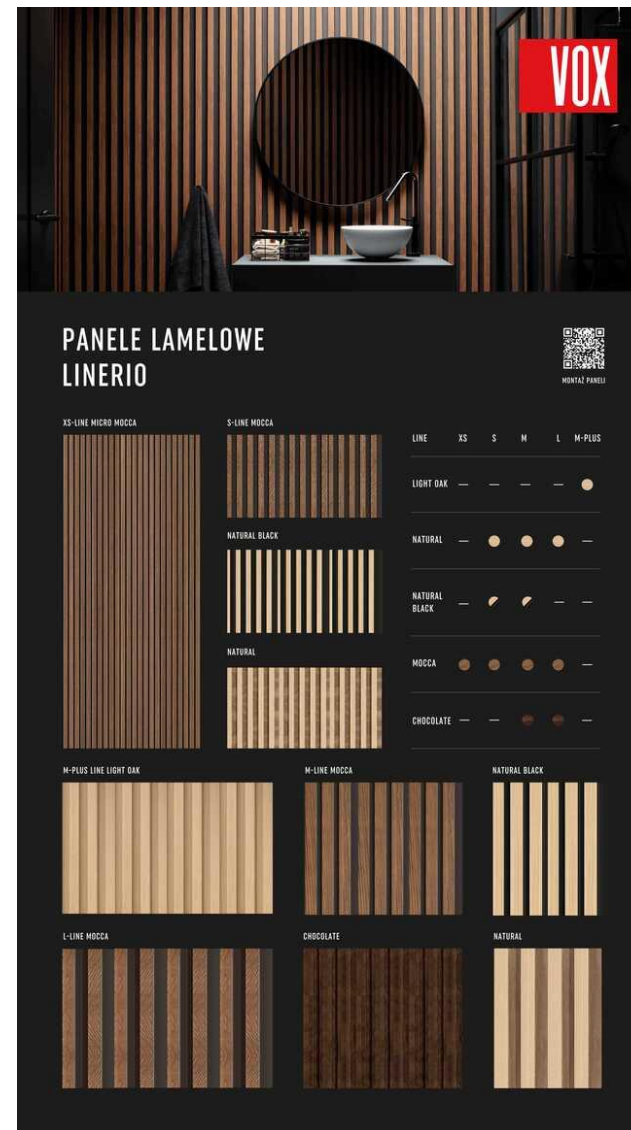 VOX
PANELE LAMELOWE
LINERIO
MONTAŻ PANELI
XS-LINE MICRO MOCCA
S-LINE MOCCA
NATURAL BLACK
NATURAL
LINE XS S M L M-PLUS
LIGHT OAK — — — —
NATURAL — —
NATURAL
BLACK — — —
MOCCA —
CHOCOLATE — — —
M-PLUS LINE LIGHT OAK
M-LINE MOCCA
NATURAL BLACK
L-LINE MOCCA
CHOCOLATE
NATURAL